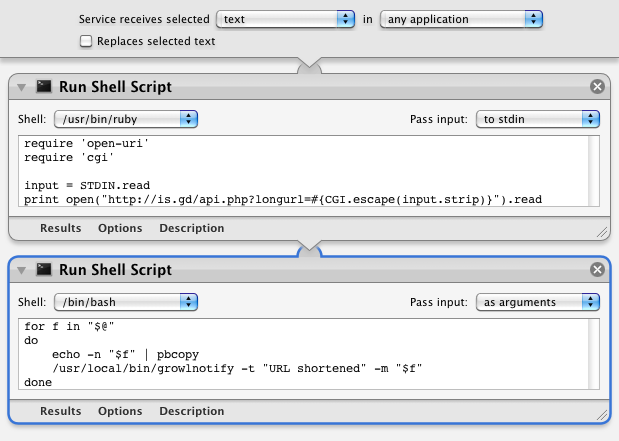 Service receives selected text in any application
Replaces selected text
Run Shell Script
Shell: /usr/bin/ruby Pass input: to stdin
require 'open-uri'
require 'cgi'
input = STDIN.read
print open("http://is.gd/api.php?longurl=#{CGI.escape(input.strip)}").read
Results Options Description
Run Shell Script
Shell: /bin/bash Pass input: as arguments
for f in "$@"
do
    echo -n "$f" | pbcopy
    /usr/local/bin/growlnotify -t "URL shortened" -m "$f"
done
Results Options Description